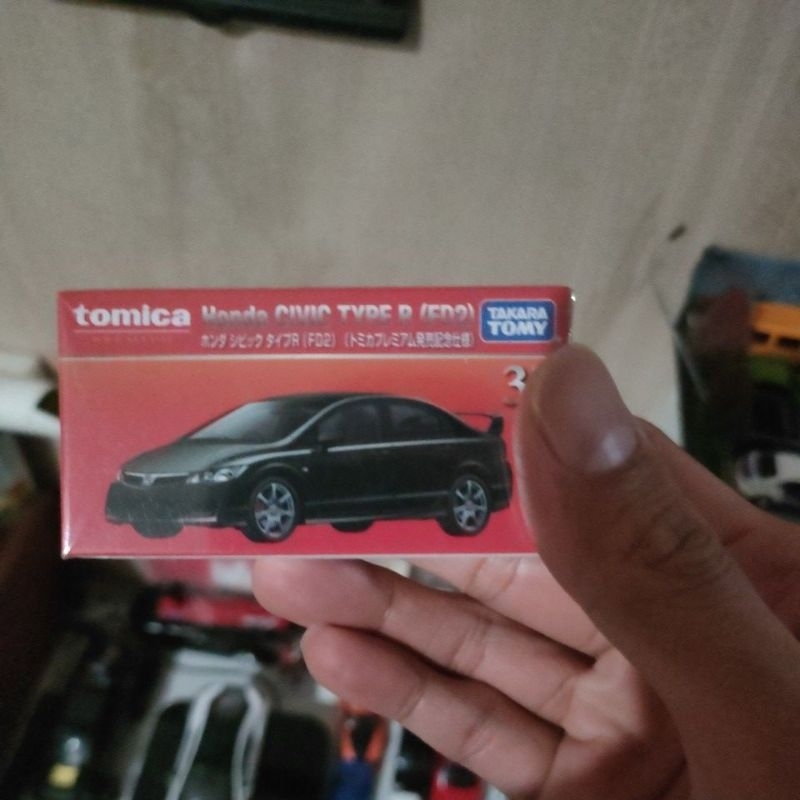 tomica Honda CIVIC TYPE R (FD2) TAKARA TOMY
ホンダ シビック タイプR (FD2) (トミカプレミアム発売記念仕様)